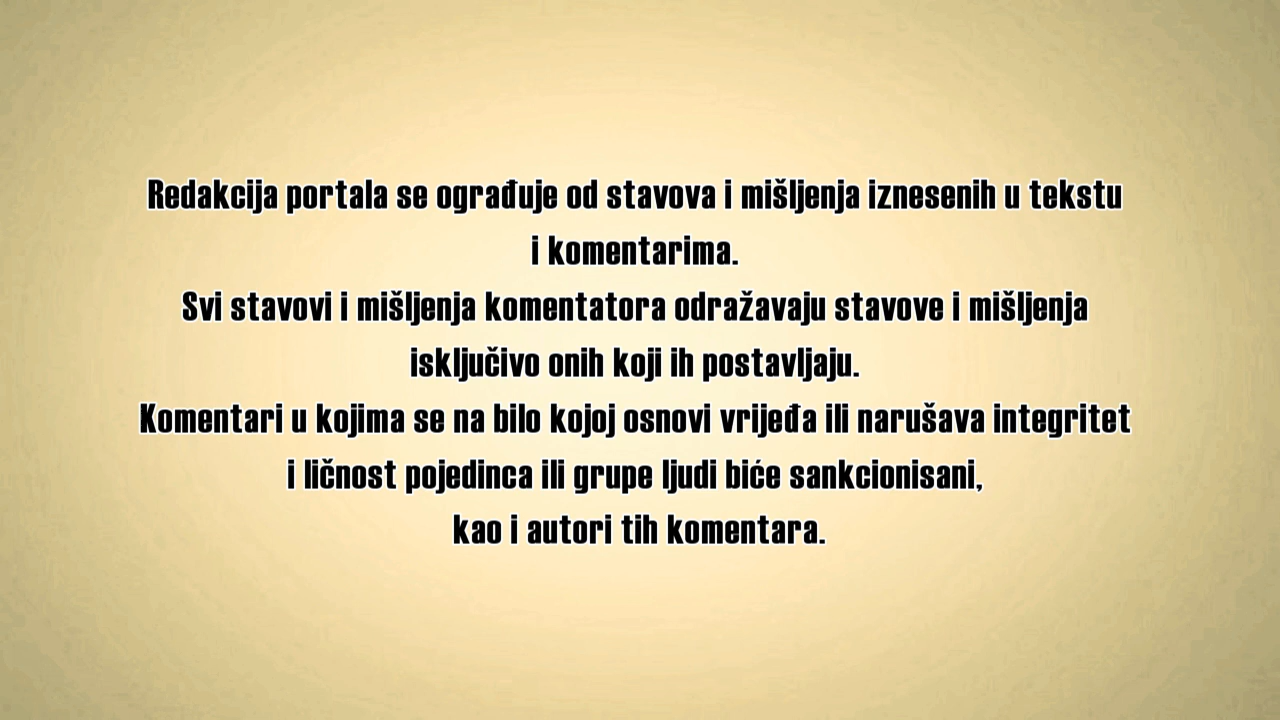 Redakcija portala se ograđuje od stavova i mišljenja iznesenih u tekstu
i komentarima.
Svi stavovi i mišljenja komentatora odražavaju stavove i mišljenja
isključivo onih koji ih postavljaju.
Komentari u kojima se na bilo kojoj osnovi vrijeđa ili narušava integritet
i ličnost pojedinca ili grupe ljudi biće sankcionisani,
kao i autori tih komentara.